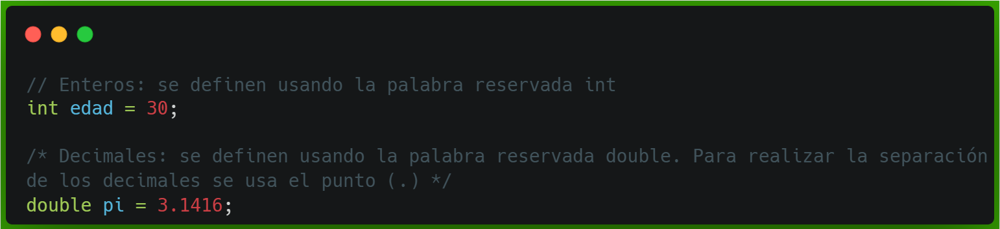 // Enteros: se definen usando la palabra reservada int
int edad = 30;
/* Decimales: se definen usando la palabra reservada double. Para realizar la separación
de los decimales se usa el punto (.) */
double pi = 3.1416;